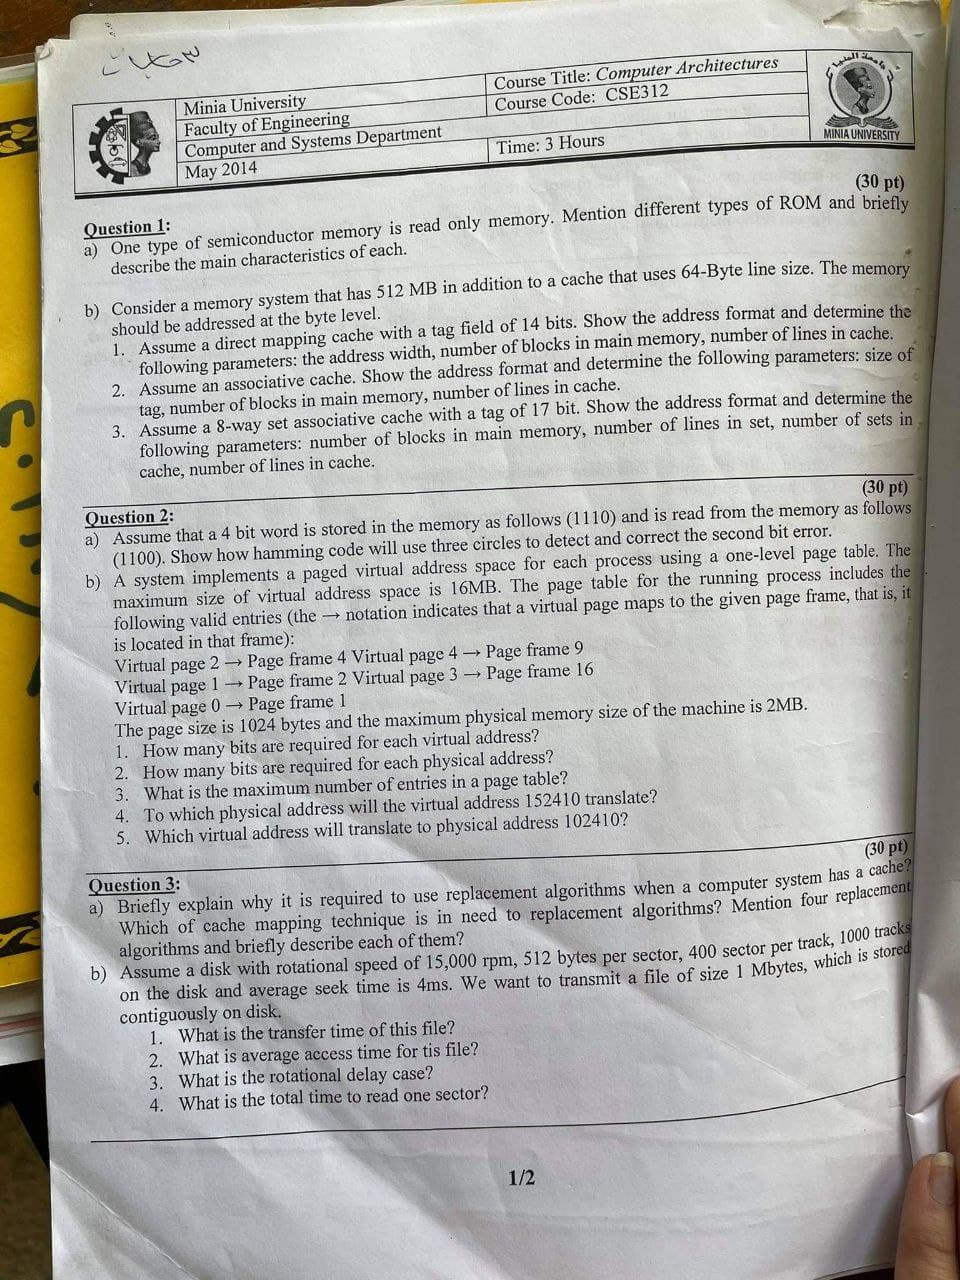 Minia University
Faculty of Engineering
Computer and Systems Department
May 2014
Course Title: Computer Architectures
Course Code: CSE312
Time: 3 Hours
MINIA UNIVERSITY
(30 pt)
Question 1:
a) One type of semiconductor memory is read only memory. Mention different types of ROM and briefly
describe the main characteristics of each.
b) Consider a memory system that has 512 MB in addition to a cache that uses 64-Byte line size. The memory
should be addressed at the byte level.
1. Assume a direct mapping cache with a tag field of 14 bits. Show the address format and determine the
following parameters: the address width, number of blocks in main memory, number of lines in cache.
2. Assume an associative cache. Show the address format and determine the following parameters: size of
tag, number of blocks in main memory, number of lines in cache.
3. Assume a 8-way set associative cache with a tag of 17 bit. Show the address format and determine the
following parameters: number of blocks in main memory, number of lines in set, number of sets in
cache, number of lines in cache.
(30 pt)
Question 2:
a) Assume that a 4 bit word is stored in the memory as follows (1110) and is read from the memory as follows
(1100). Show how hamming code will use three circles to detect and correct the second bit error.
b) A system implements a paged virtual address space for each process using a one-level page table. The
maximum size of virtual address space is 16MB. The page table for the running process includes the
following valid entries (the → notation indicates that a virtual page maps to the given page frame, that is, it
is located in that frame):
Virtual page 2 → Page frame 4 Virtual page 4 → Page frame 9
Virtual page 1 → Page frame 2 Virtual page 3 → Page frame 16
Virtual page 0 → Page frame 1
The page size is 1024 bytes and the maximum physical memory size of the machine is 2MB.
1. How many bits are required for each virtual address?
2. How many bits are required for each physical address?
3. What is the maximum number of entries in a page table?
4. To which physical address will the virtual address 152410 translate?
5. Which virtual address will translate to physical address 102410?
(30 pt)
Question 3:
a) Briefly explain why it is required to use replacement algorithms when a computer system has a cache?
Which of cache mapping technique is in need to replacement algorithms? Mention four replacement
algorithms and briefly describe each of them?
b) Assume a disk with rotational speed of 15,000 rpm, 512 bytes per sector, 400 sector per track, 1000 tracks
on the disk and average seek time is 4ms. We want to transmit a file of size 1 Mbytes, which is stored
contiguously on disk.
1. What is the transfer time of this file?
2. What is average access time for tis file?
3. What is the rotational delay case?
4. What is the total time to read one sector?
1/2